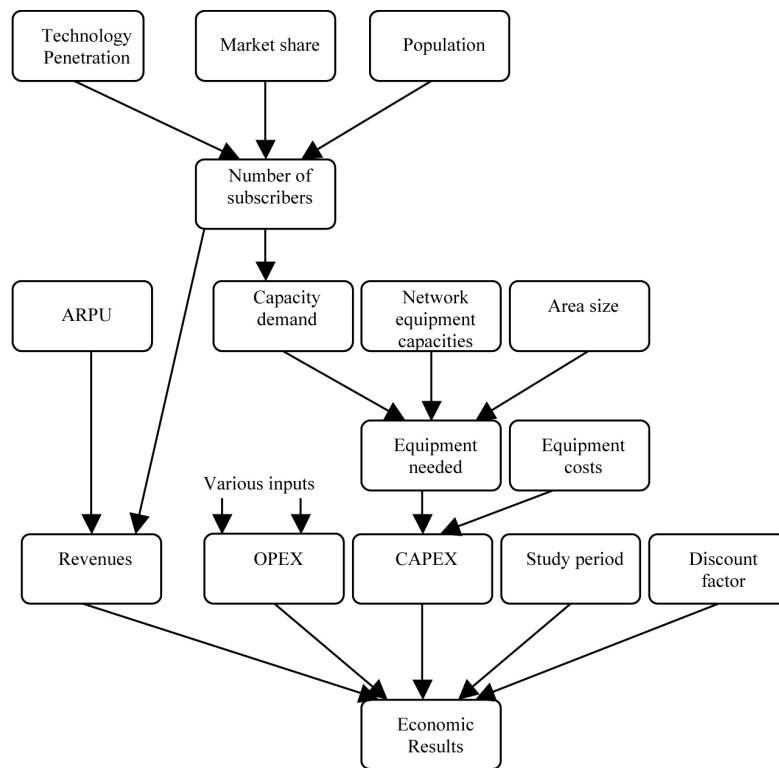 Technology
Penetration
Market share
Population
Number of
subscribers
ARPU
Capacity
demand
Network
equipment
capacities
Area size
Equipment
needed
Equipment
costs
Various inputs
Revenues
OPEX
CAPEX
Study period
Discount
factor
Economic
Results